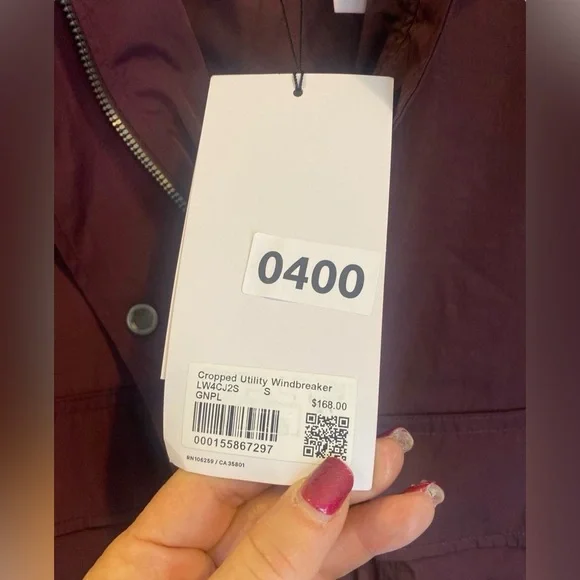 0400
Cropped Utility Windbreaker
LW4CJ2S S
GNPL $168.00
000155867297
RN106259 / CA35801